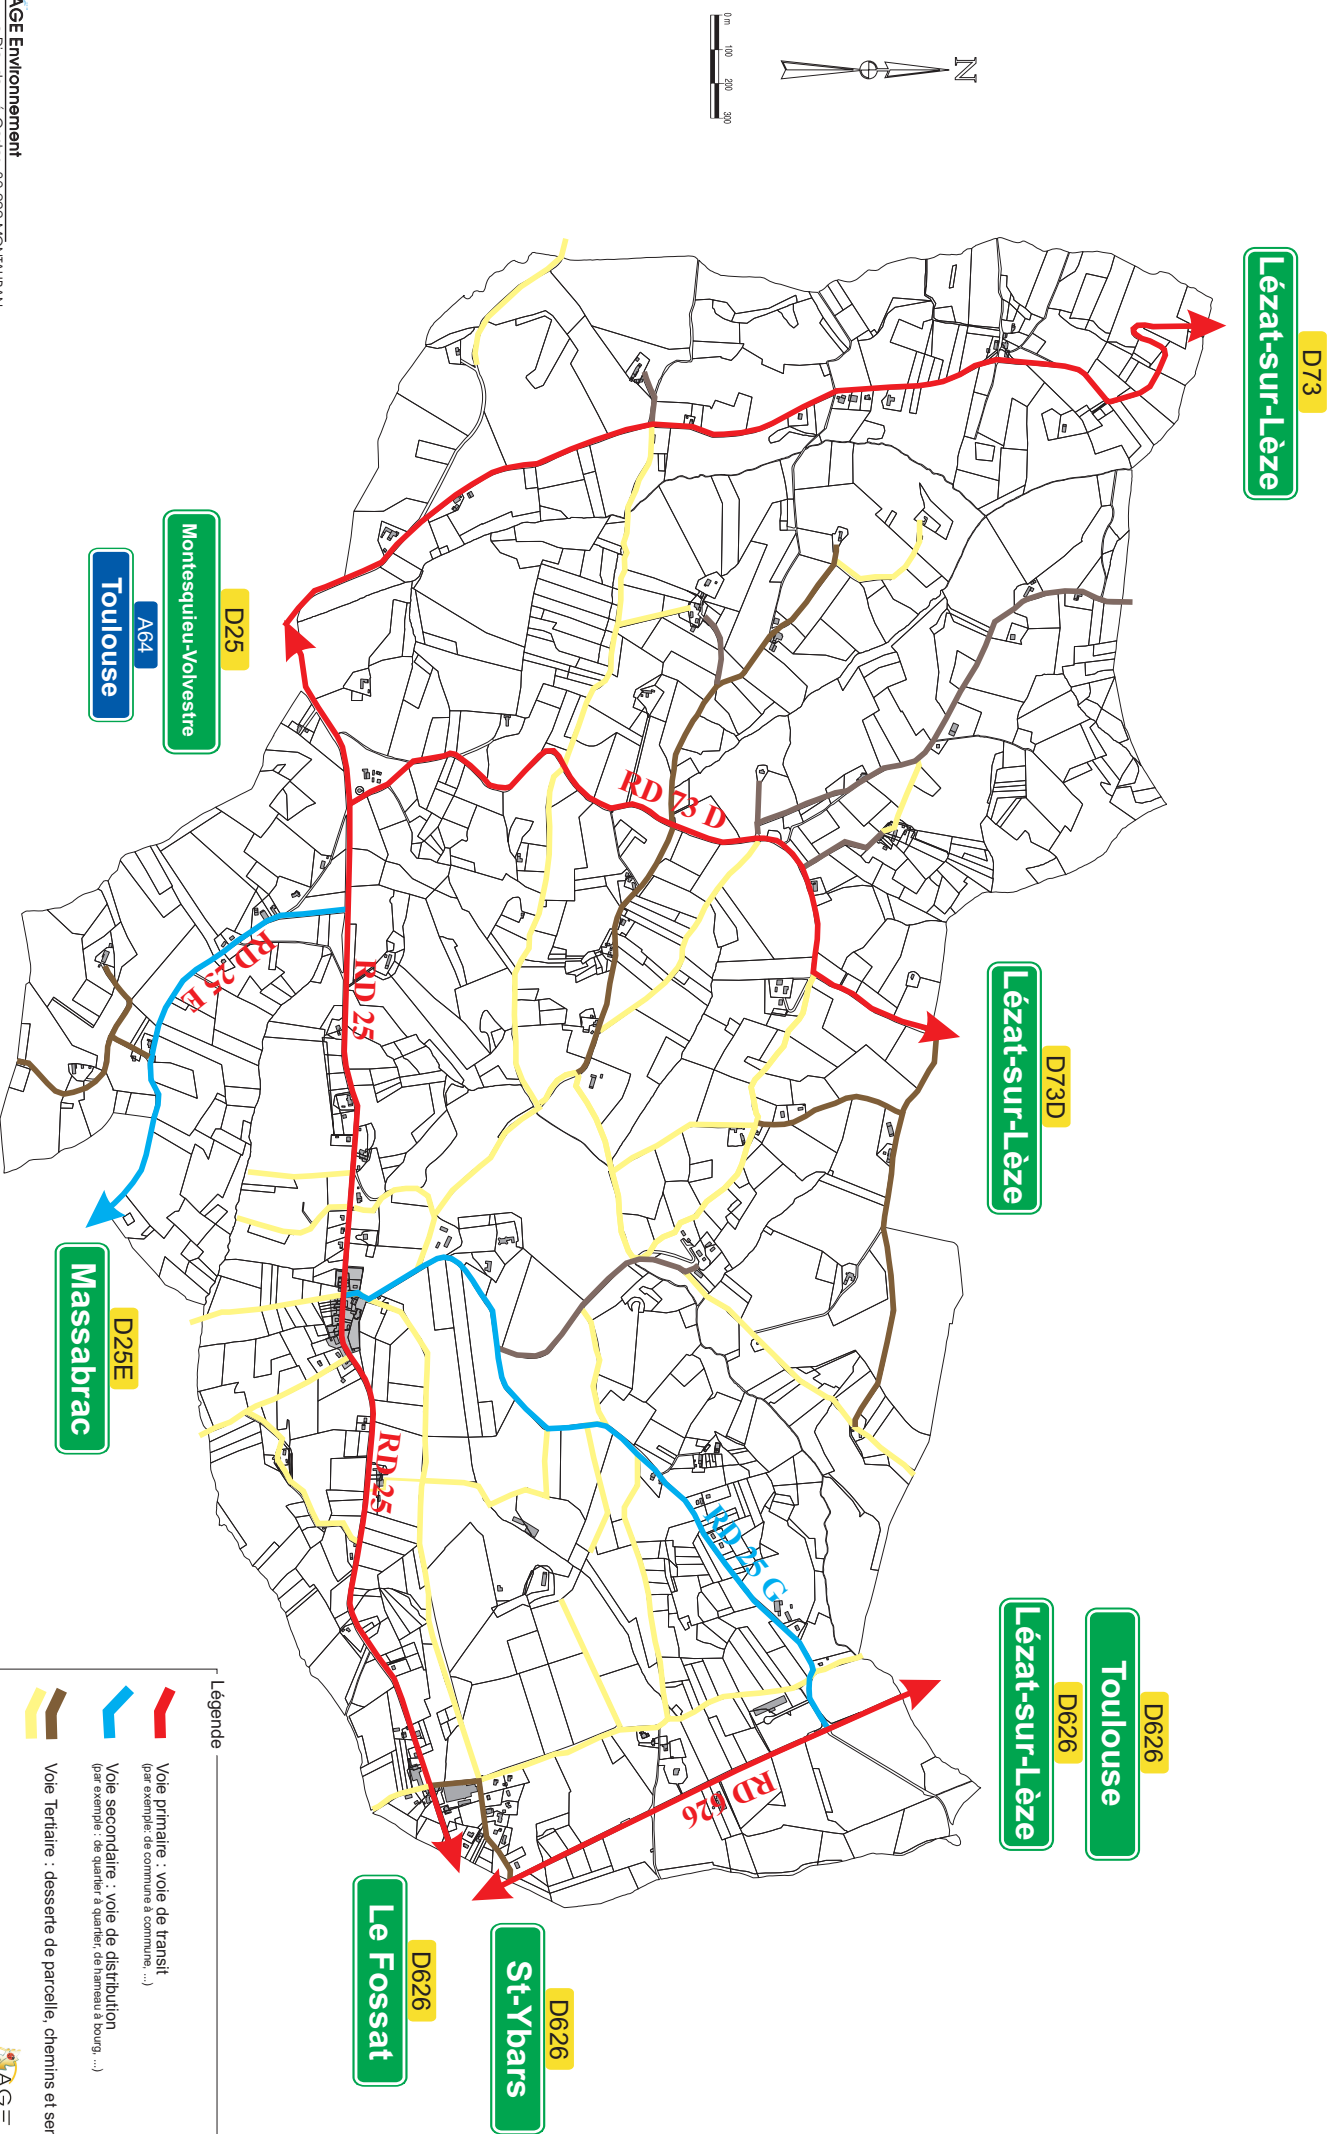 D73
Lézat-sur-Lèze
N
0 m 100 200 300
AGE Environnement
D73D
Lézat-sur-Lèze
D626
Toulouse
D626
Lézat-sur-Lèze
RD 73 D
RD 25 G
RD 626
RD 25
RD 25
RD 25 E
D25
Montesquieu-Volvestre
A64
Toulouse
D25E
Massabrac
D626
St-Ybars
D626
Le Fossat
Légende
Voie primaire : voie de transit
(par exemple: de commune à commune, ...)
Voie secondaire : voie de distribution
(par exemple : de quartier à quartier, de hameau à bourg, ...)
Voie Tertiaire : desserte de parcelle, chemins et ser